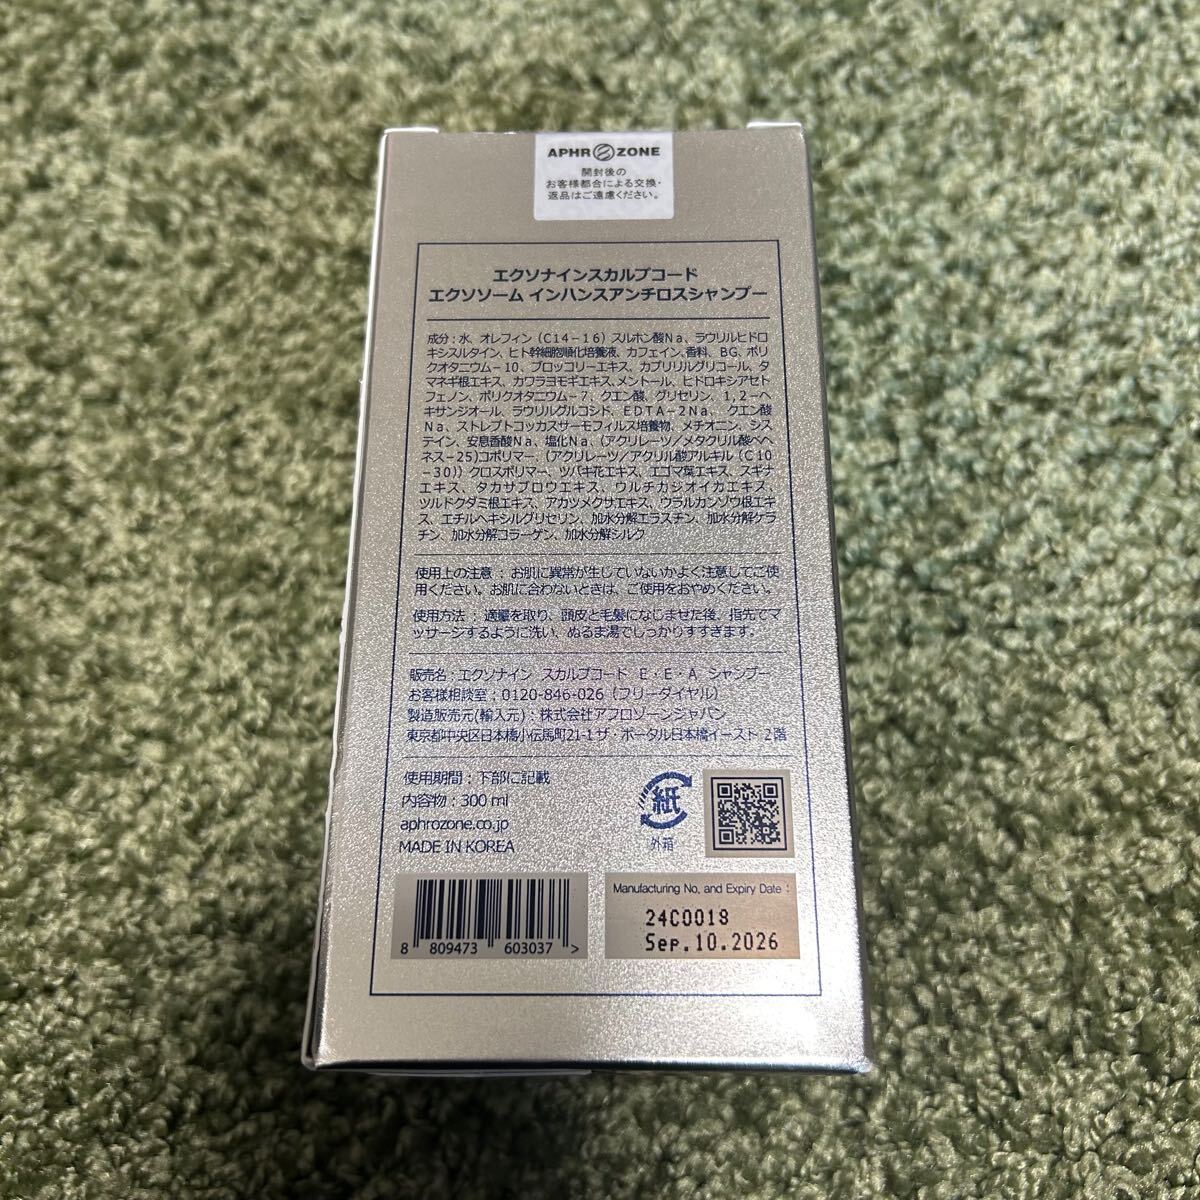 APHROZONE
開封後の
お客様都合による交換・
返品はご遠慮ください。
エクソナインスカルプコード
エクソソーム インハンスアンチロスシャンプー
成分：水、オレフィン（C14－16）スルホン酸Na、ラウリルヒドロ
キシスルタイン、ヒト幹細胞順化培養液、カフェイン、香料、BG、ポリ
クオタニウム－10、ブロッコリーエキス、カプリリルグリコール、タ
マネギ根エキス、カワラヨモギエキス、メントール、ヒドロキシアセト
フェノン、ポリクオタニウム－7、クエン酸、グリセリン、1,2－ヘ
キサンジオール、ラウリルグルコシド、EDTA－2Na、クエン酸
Na、ストレプトコッカスサーモフィルス培養物、メチオニン、シス
テイン、安息香酸Na、塩化Na、（アクリレーツ／メタクリル酸ベヘ
ネス－25)コポリマー、（アクリレーツ／アクリル酸アルキル（C10
－30)）クロスポリマー、ツバキ花エキス、エゴマ葉エキス、スギナ
エキス、タカサブロウエキス、ウルチカジオイカエキス、
ツルドクダミ根エキス、アカツメクサエキス、ウラルカンゾウ根エキ
ス、エチルヘキシルグリセリン、加水分解エラスチン、加水分解ケラ
チン、加水分解コラーゲン、加水分解シルク
使用上の注意：お肌に異常が生じていないかよく注意してご使
用ください。お肌に合わないときは、ご使用をおやめください。
使用方法：適量を取り、頭皮と毛髪になじませた後、指先でマ
ッサージするように洗い、ぬるま湯でしっかりすすぎます。
販売名：エクソナイン スカルプコード E・E・A シャンプー
お客様相談室：0120-846-026（フリーダイヤル）
製造販売元(輸入元)：株式会社アフロゾーンジャパン
東京都中央区日本橋小伝馬町21-1ザ・ポータル日本橋イースト 2階
使用期間：下部に記載
内容物：300 ml
aphrozone.co.jp
MADE IN KOREA
紙
外箱
8 809473 603037 >
Manufacturing No. and Expiry Date：
24C0018
Sep.10.2026